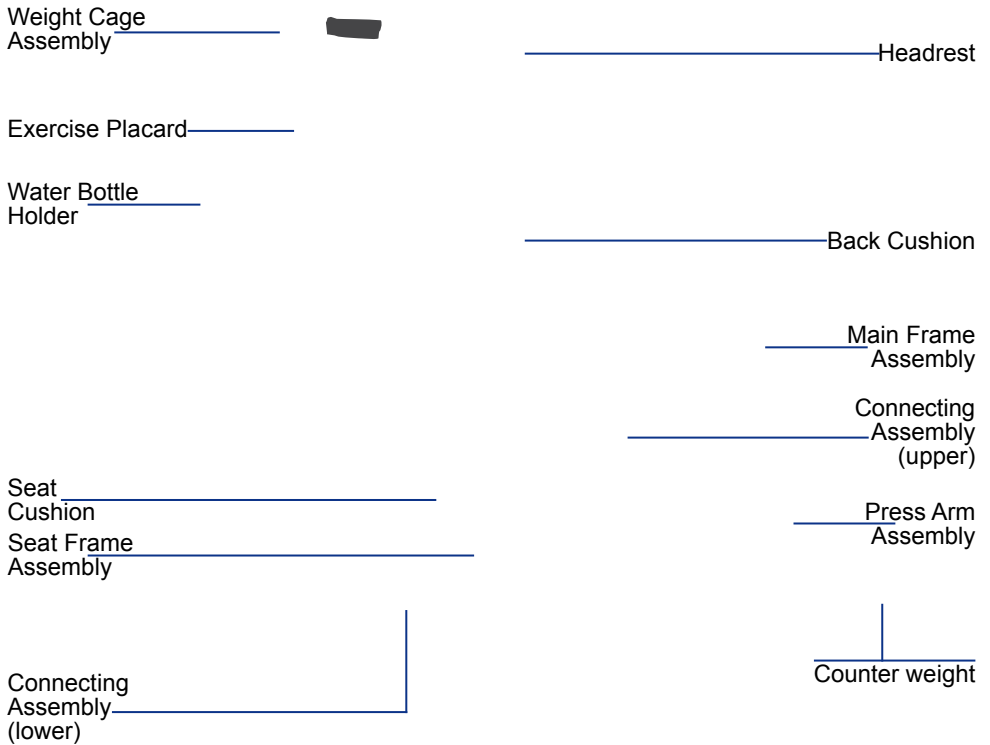 Weight Cage
Assembly
Headrest
Exercise Placard
Water Bottle
Holder
Back Cushion
Main Frame
Assembly
Connecting
Assembly
(upper)
Seat
Cushion
Press Arm
Assembly
Seat Frame
Assembly
Counter weight
Connecting
Assembly
(lower)